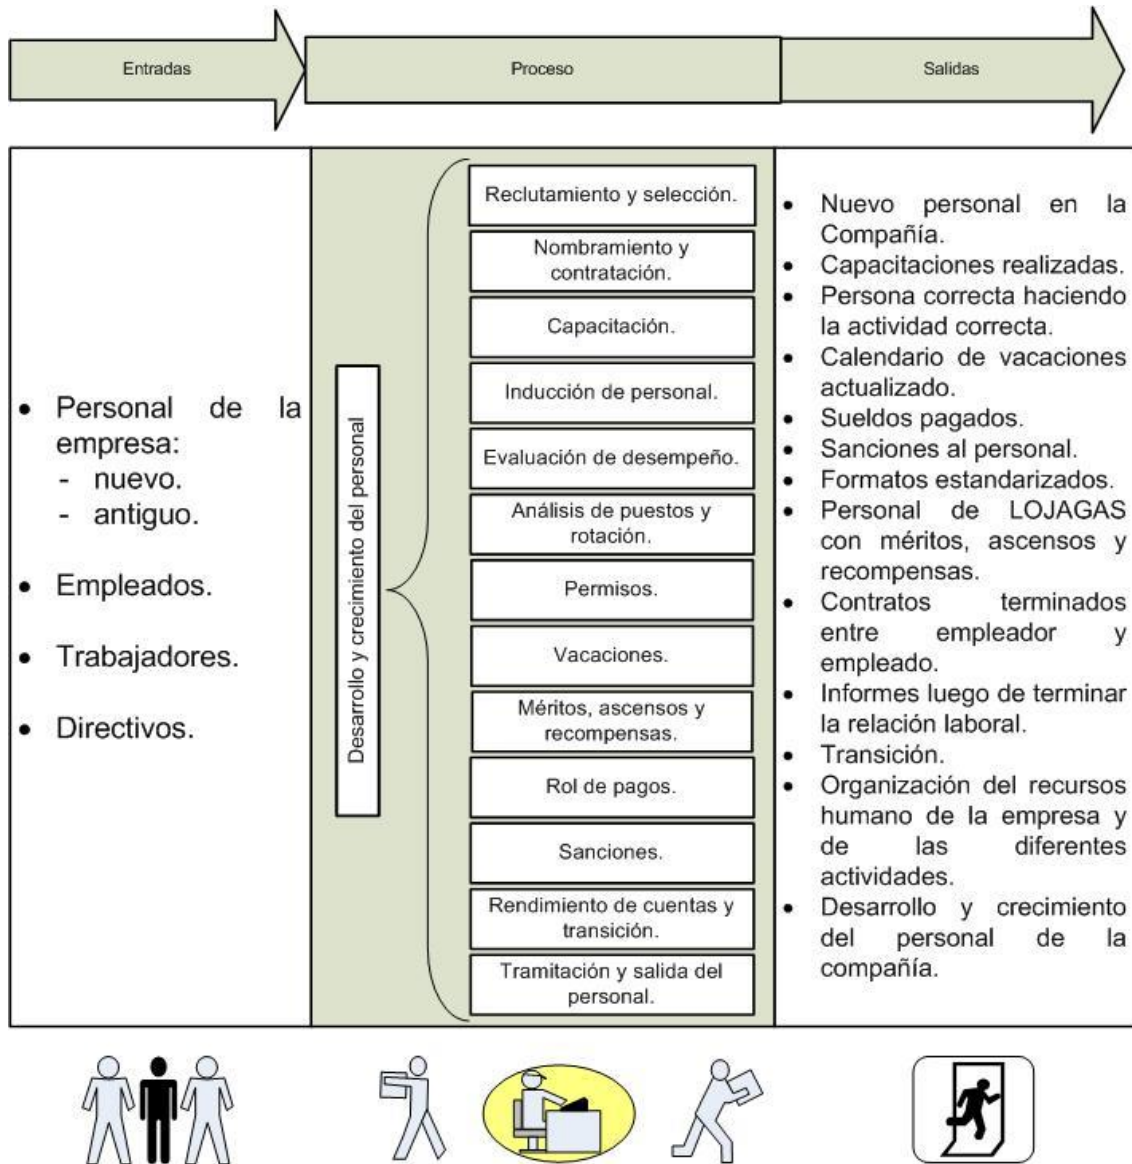 Entradas
Proceso
Salidas
• Personal de la
empresa:
- nuevo.
- antiguo.
• Empleados.
• Trabajadores.
• Directivos.
Desarrollo y crecimiento del personal
Reclutamiento y selección.
Nombramiento y
contratación.
Capacitación.
Inducción de personal.
Evaluación de desempeño.
Análisis de puestos y
rotación.
Permisos.
Vacaciones.
Méritos, ascensos y
recompensas.
Rol de pagos.
Sanciones.
Rendimiento de cuentas y
transición.
Tramitación y salida del
personal.
• Nuevo personal en la
Compañía.
• Capacitaciones realizadas.
• Persona correcta haciendo
la actividad correcta.
• Calendario de vacaciones
actualizado.
• Sueldos pagados.
• Sanciones al personal.
• Formatos estandarizados.
• Personal de LOJAGAS
con méritos, ascensos y
recompensas.
• Contratos terminados
entre empleador y
empleado.
• Informes luego de terminar
la relación laboral.
• Transición.
• Organización del recursos
humano de la empresa y
de las diferentes
actividades.
• Desarrollo y crecimiento
del personal de la
compañía.